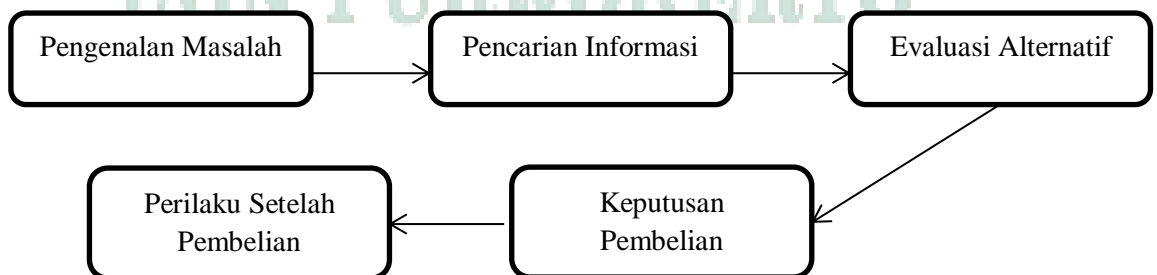 Pengenalan Masalah
Pencarian Informasi
Evaluasi Alternatif
Keputusan
Pembelian
Perilaku Setelah
Pembelian